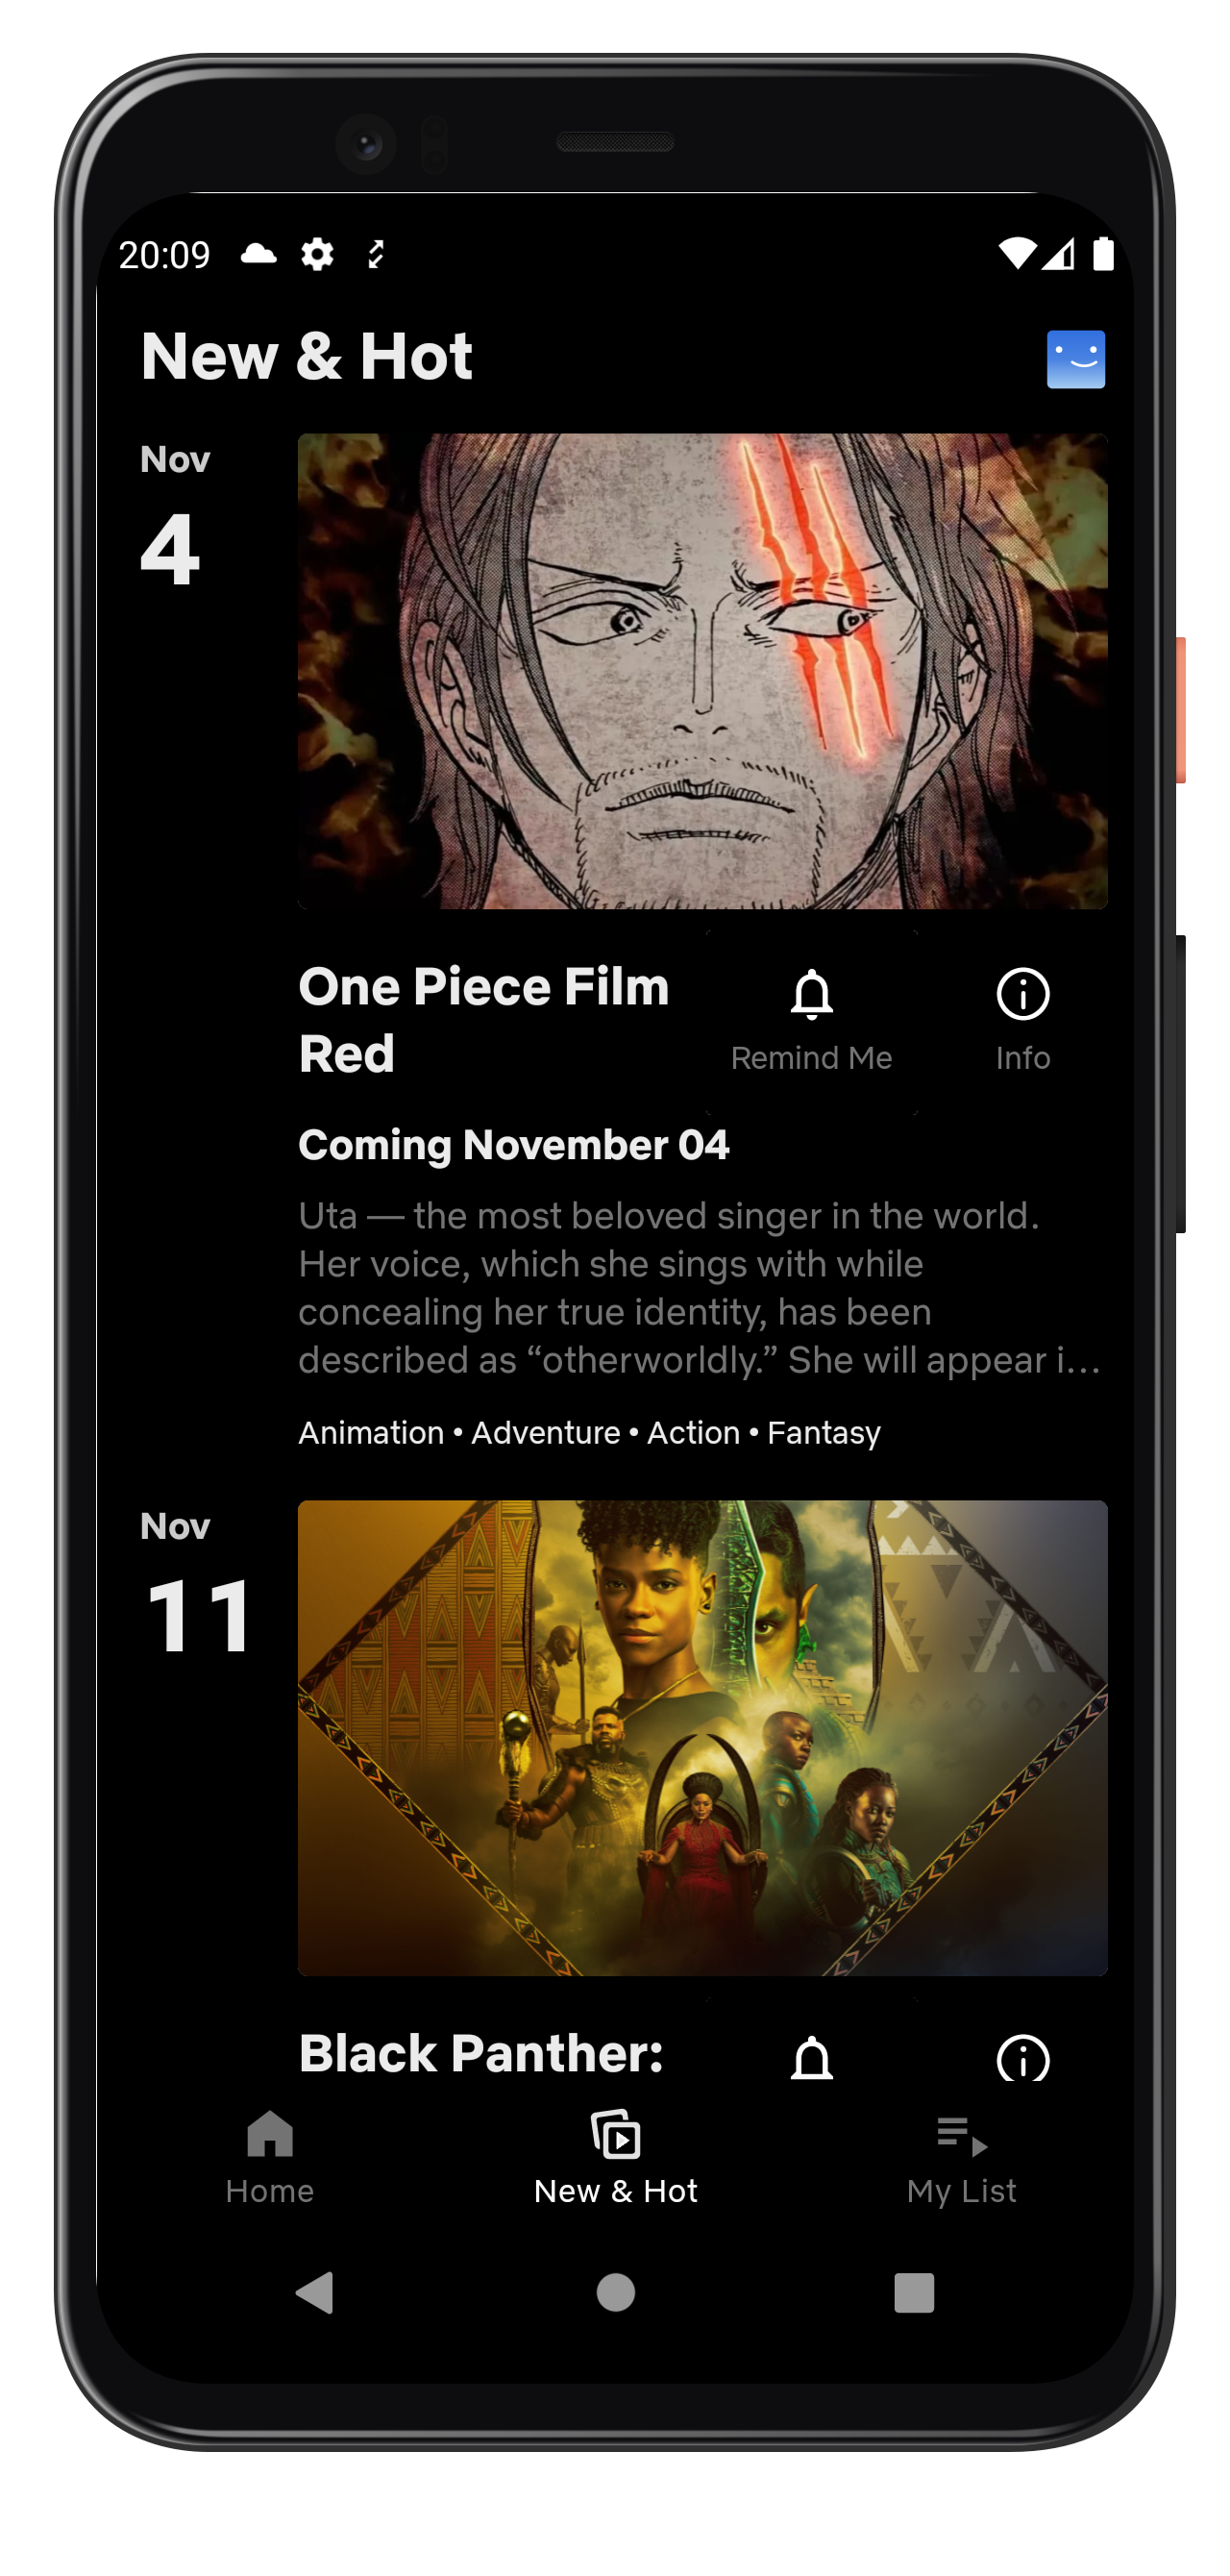 20:09
New & Hot
Nov
4
One Piece Film
Red
Remind Me
Info
Coming November 04
Uta — the most beloved singer in the world.
Her voice, which she sings with while
concealing her true identity, has been
described as “otherworldly.” She will appear i…
Animation • Adventure • Action • Fantasy
Nov
11
Black Panther:
Home
New & Hot
My List